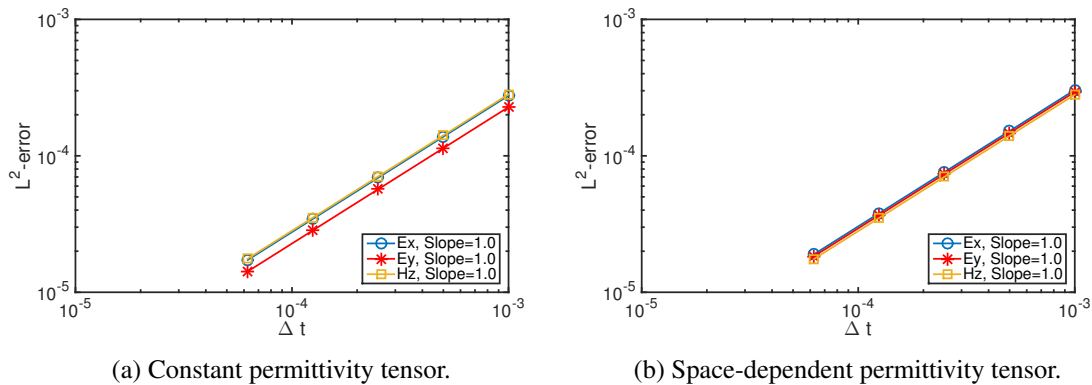 10^-3
10^-4
10^-5
L^2-error
Ex, Slope=1.0
Ey, Slope=1.0
Hz, Slope=1.0
10^-5
10^-4
10^-3
Δ t
(a) Constant permittivity tensor.
10^-3
10^-4
10^-5
L^2-error
Ex, Slope=1.0
Ey, Slope=1.0
Hz, Slope=1.0
10^-5
10^-4
10^-3
Δ t
(b) Space-dependent permittivity tensor.